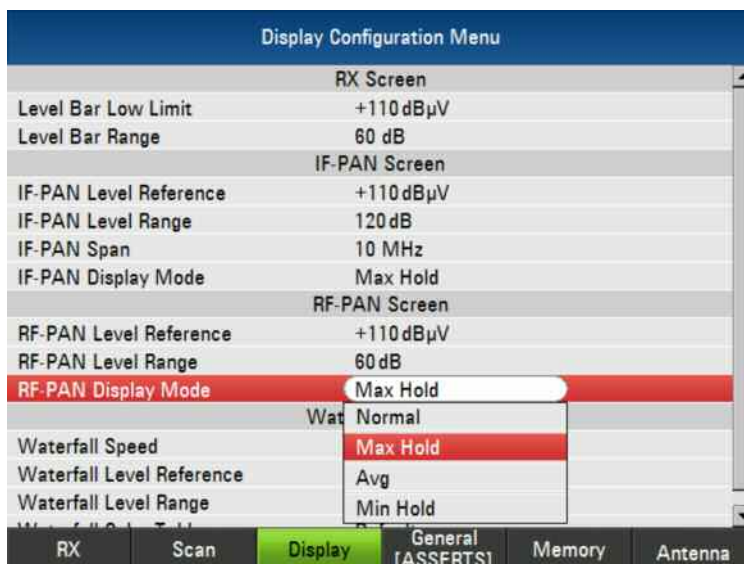 Display Configuration Menu
RX Screen
Level Bar Low Limit +110 dBµV
Level Bar Range 60 dB
IF-PAN Screen
IF-PAN Level Reference +110 dBµV
IF-PAN Level Range 120 dB
IF-PAN Span 10 MHz
IF-PAN Display Mode Max Hold
RF-PAN Screen
RF-PAN Level Reference +110 dBµV
RF-PAN Level Range 60 dB
RF-PAN Display Mode Max Hold
Wat Normal
Waterfall Speed Max Hold
Waterfall Level Reference Avg
Waterfall Level Range Min Hold
RX Scan Display General [ASSERTS] Memory Antenna